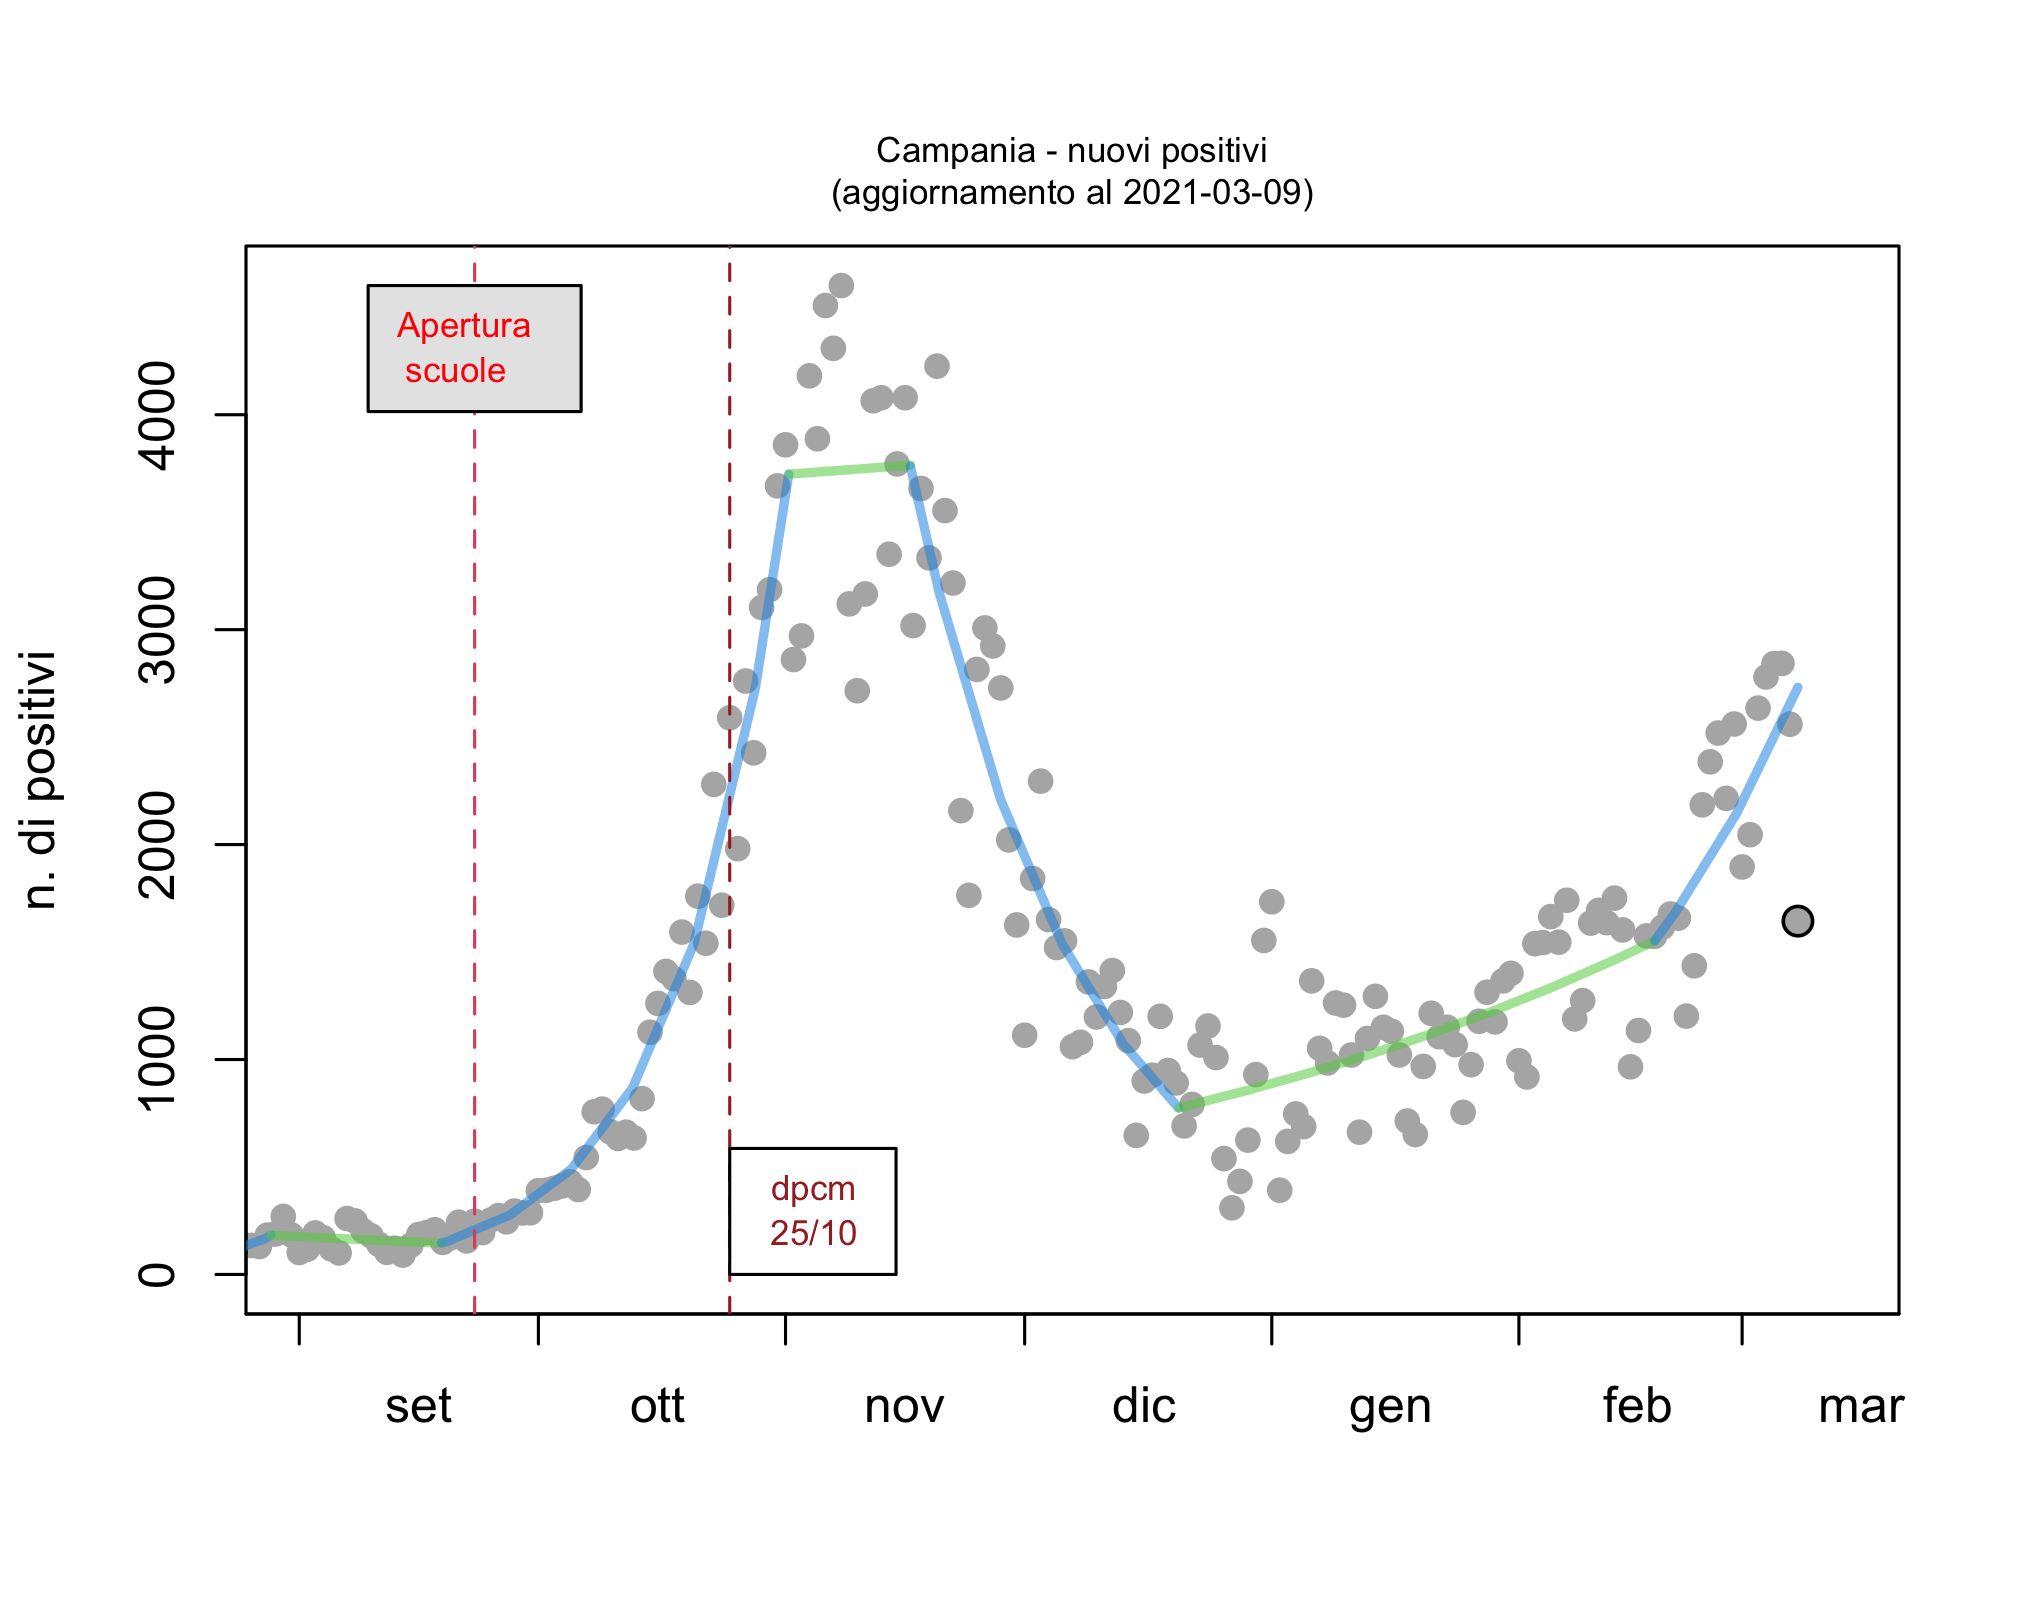 Campania - nuovi positivi
(aggiornamento al 2021-03-09)
Apertura
scuole
n. di positivi
4000
3000
2000
1000
0
dpcm
25/10
set ott nov dic gen feb mar